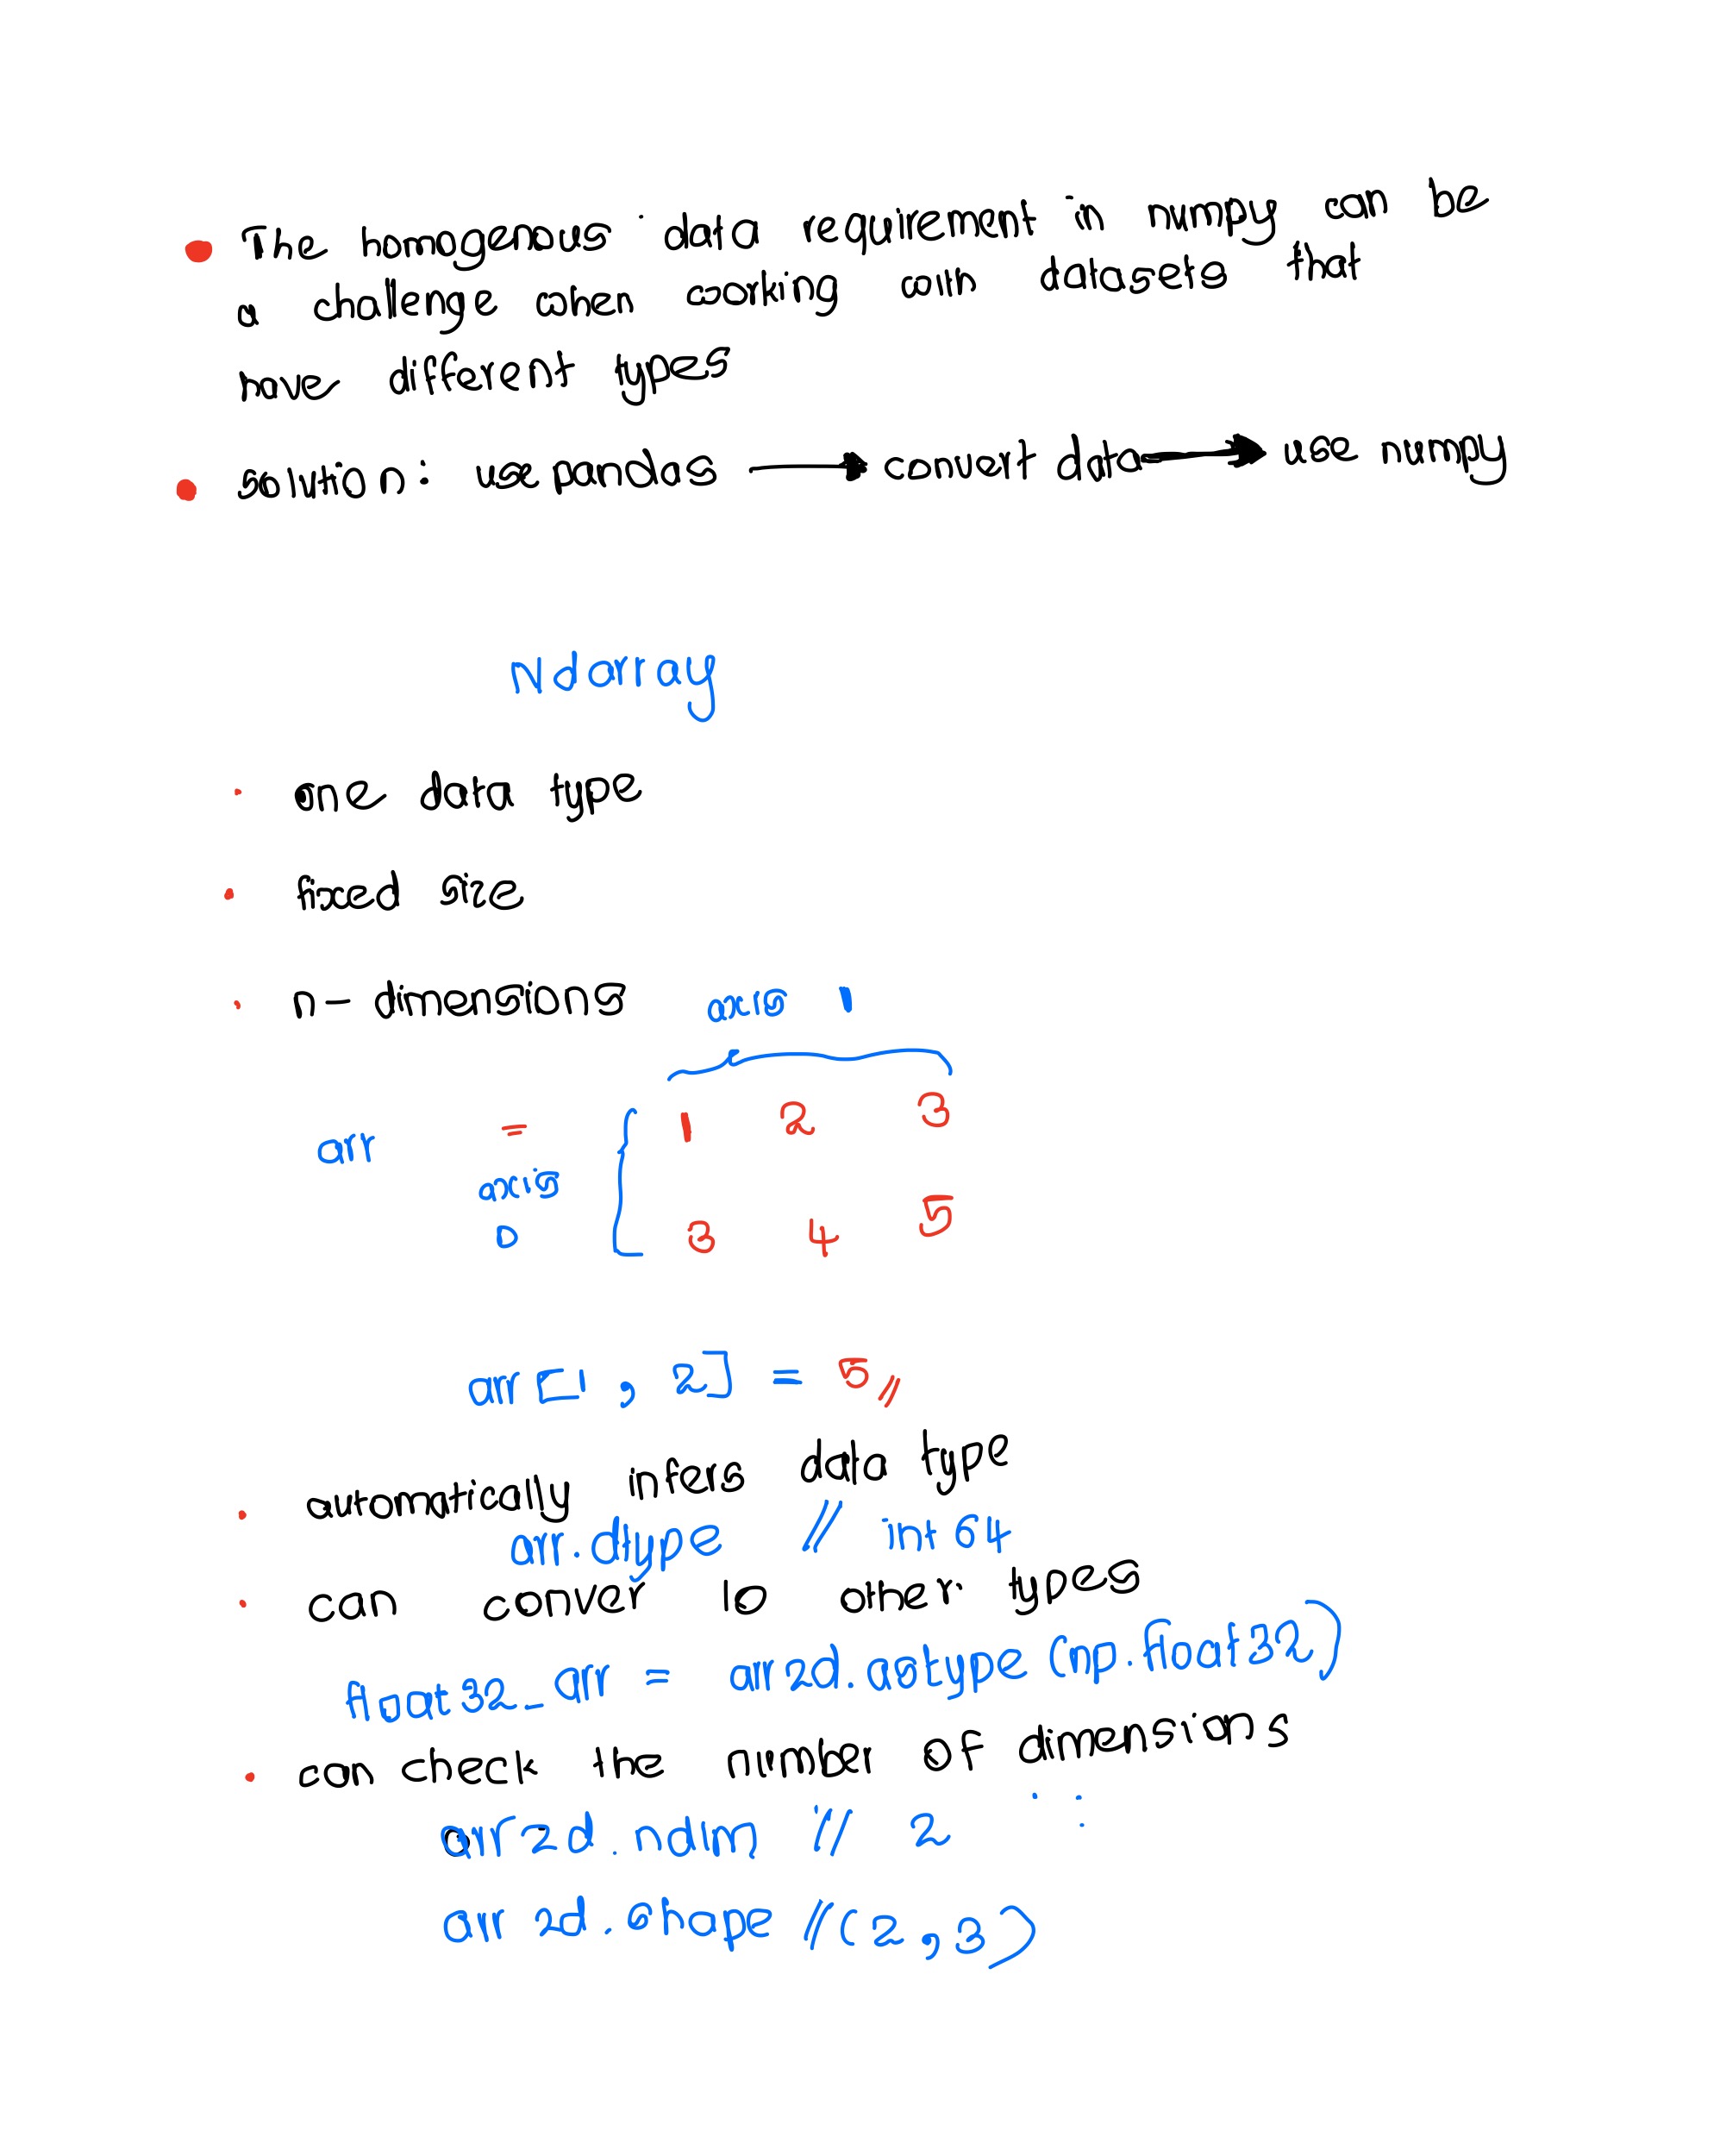 The homogenous data requirement in numpy can be
a challenge when working with datasets that
have different types
solution: use pandas → convert data → use numpy
Ndarray
one data type
fixed size
n-dimensions axis 1
arr = 1 2 3
axis
0 3 4 5
arr[1, 2] = 5//
automatically infers data type
arr.dtype // int64
can conver to other types
float32_arr = arr2d.astype(np.float32)
can check the number of dimensions
arr2d.ndim // 2
arr2d.shape //(2,3)